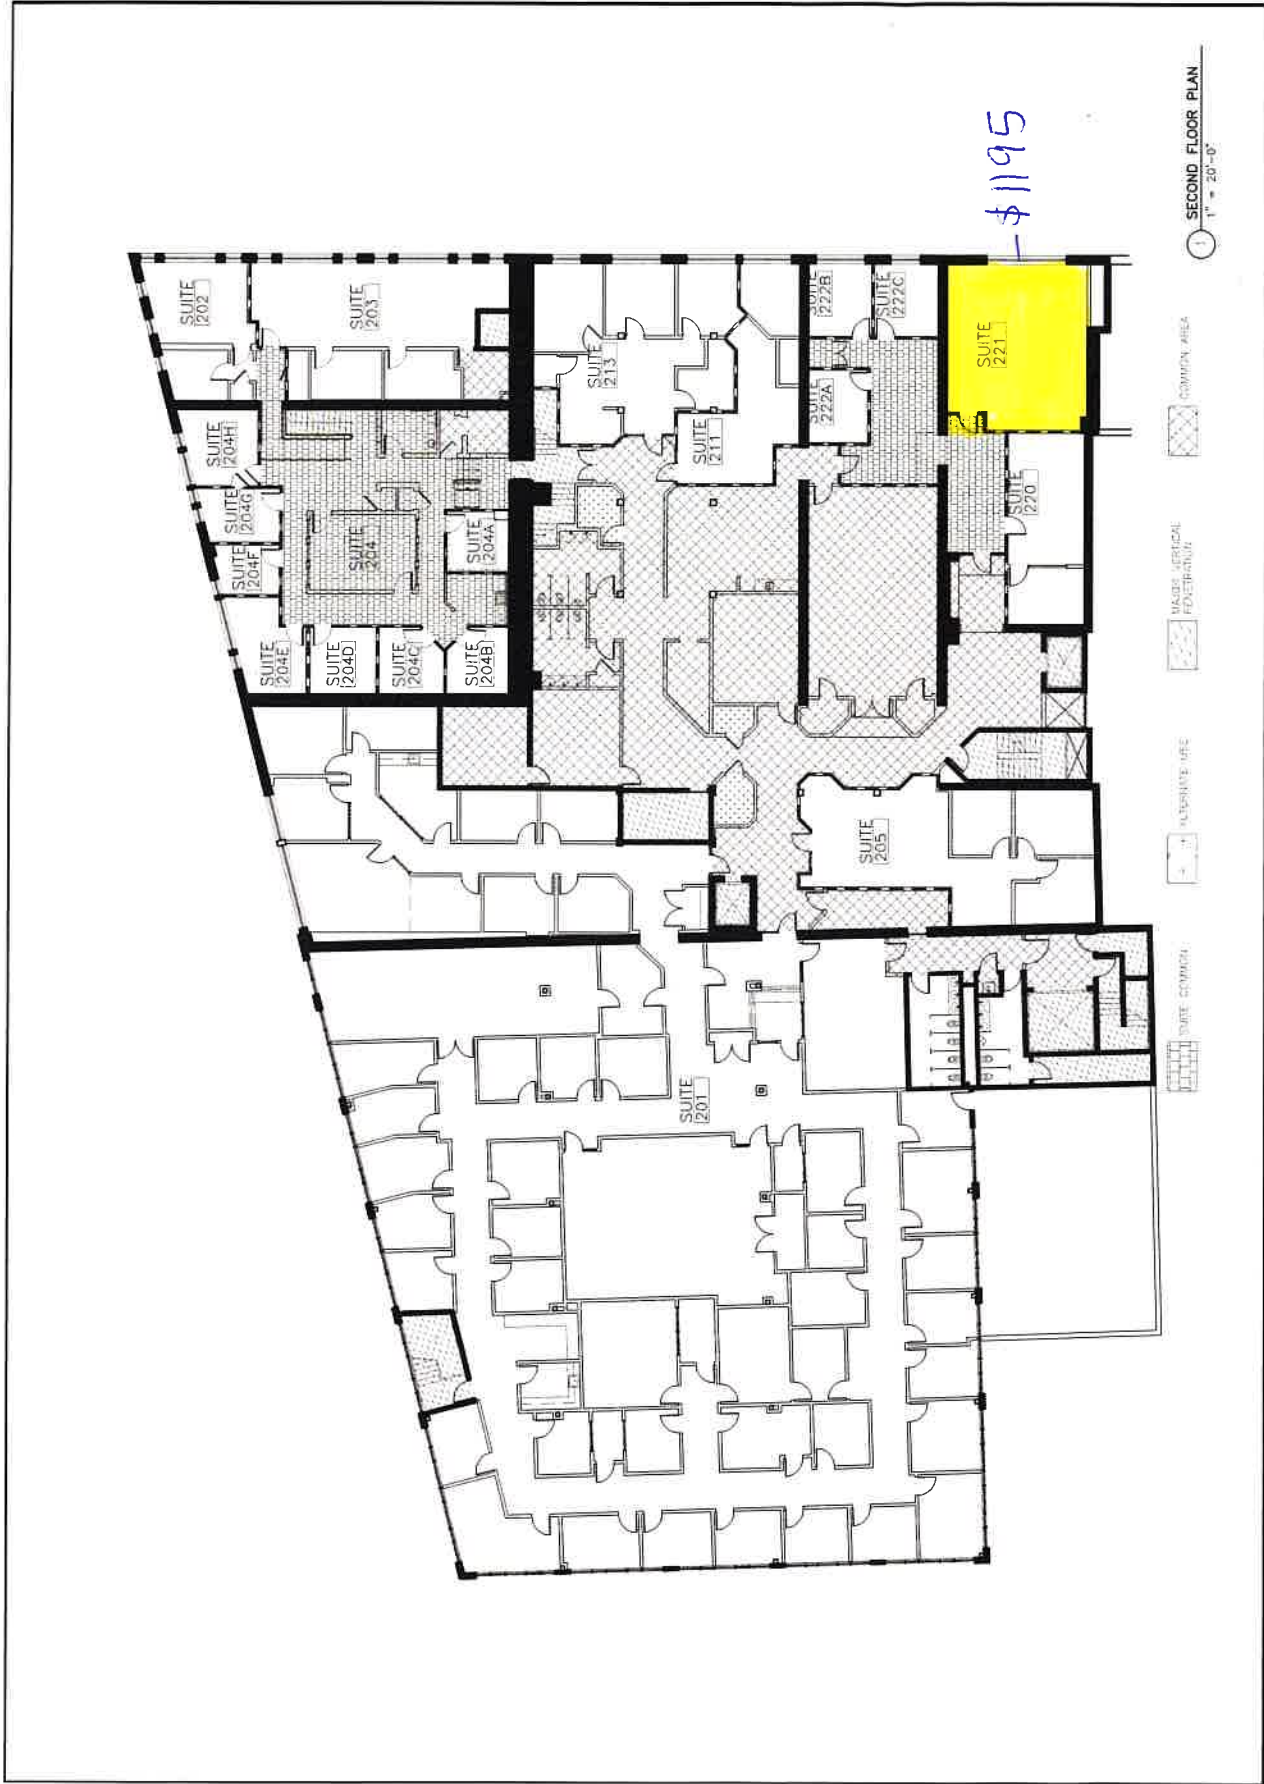 SECOND FLOOR PLAN
1" = 20'-0"
1
$1195
SUITE
202
SUITE
203
SUITE
204H
SUITE
204G
SUITE
204F
SUITE
204
SUITE
204A
SUITE
204E
SUITE
204D
SUITE
204C
SUITE
204B
SUITE
213
SUITE
211
SUITE
222B
SUITE
222C
SUITE
222A
SUITE
221
SUITE
220
SUITE
205
SUITE
201
SUITE COMMON
ALTERNATE USE
MAJOR VERTICAL
PENETRATION
COMMON AREA